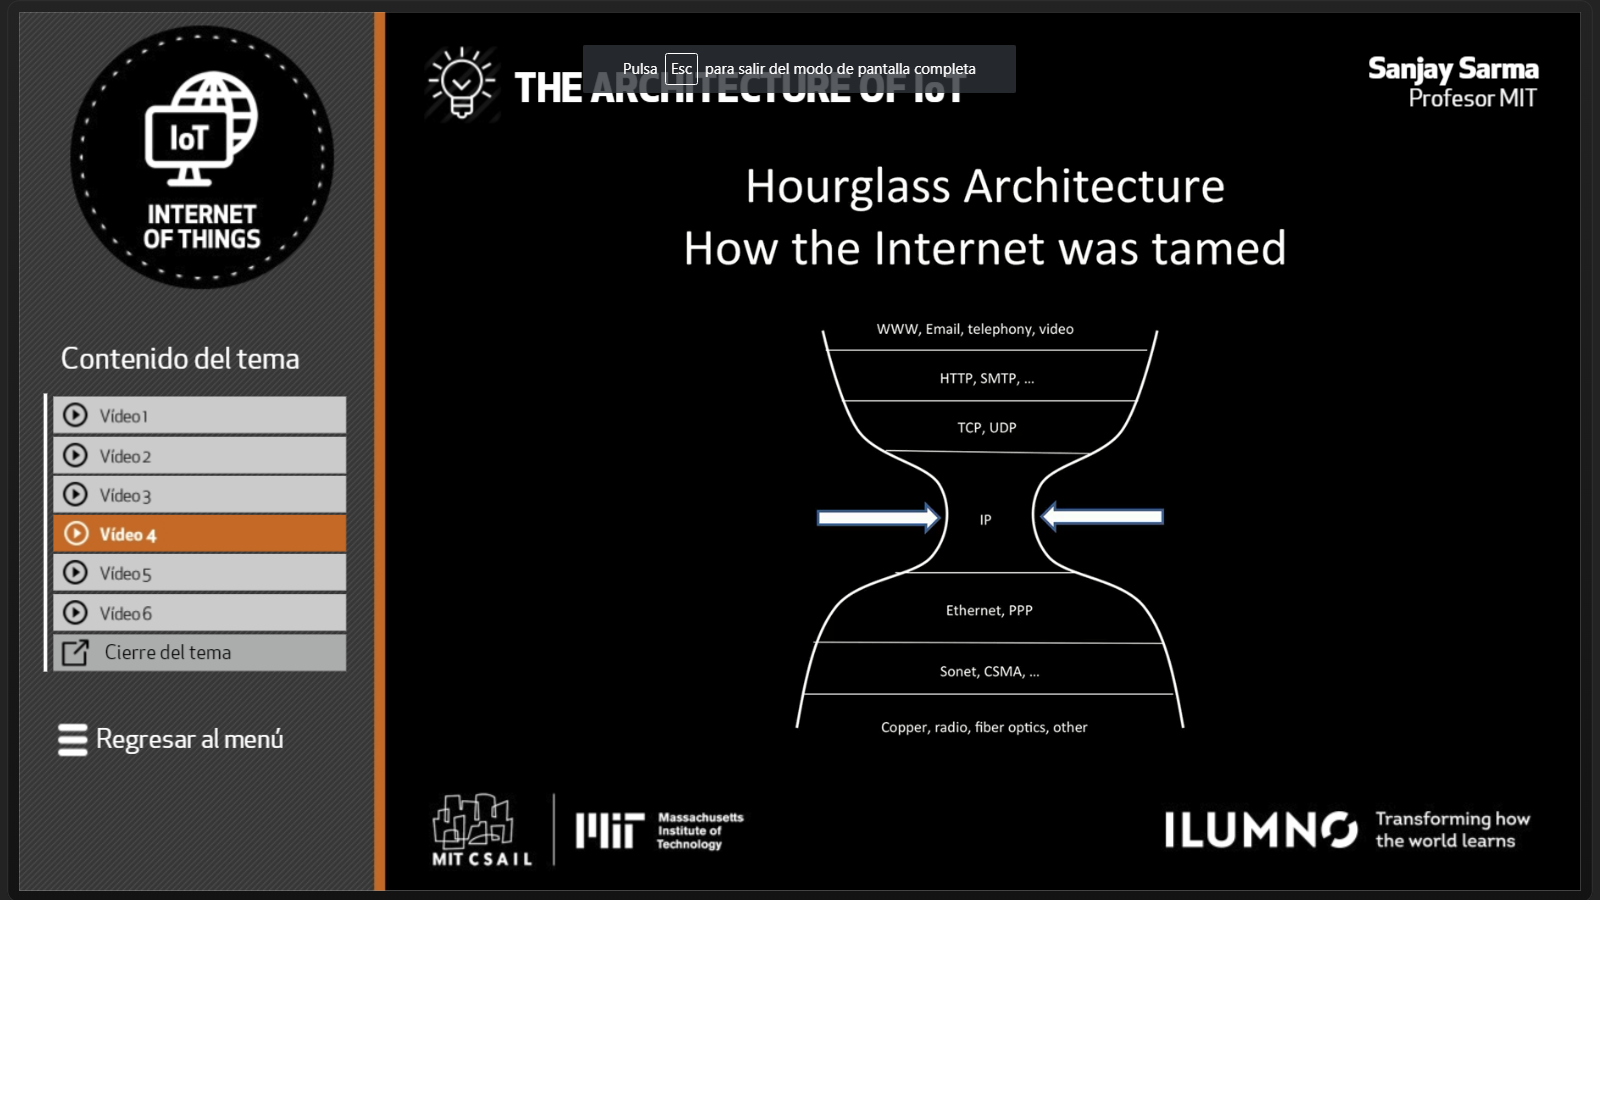 IoT
INTERNET
OF THINGS
Contenido del tema
Vídeo 1
Vídeo 2
Vídeo 3
Vídeo 4
Vídeo 5
Vídeo 6
Cierre del tema
Regresar al menú
Pulsa Esc para salir del modo de pantalla completa
THE ARCHITECTURE OF IoT
Sanjay Sarma
Profesor MIT
Hourglass Architecture
How the Internet was tamed
WWW, Email, telephony, video
HTTP, SMTP, ...
TCP, UDP
IP
Ethernet, PPP
Sonet, CSMA, ...
Copper, radio, fiber optics, other
MIT CSAIL
MIT
Massachusetts
Institute of
Technology
ILUMNO
Transforming how
the world learns